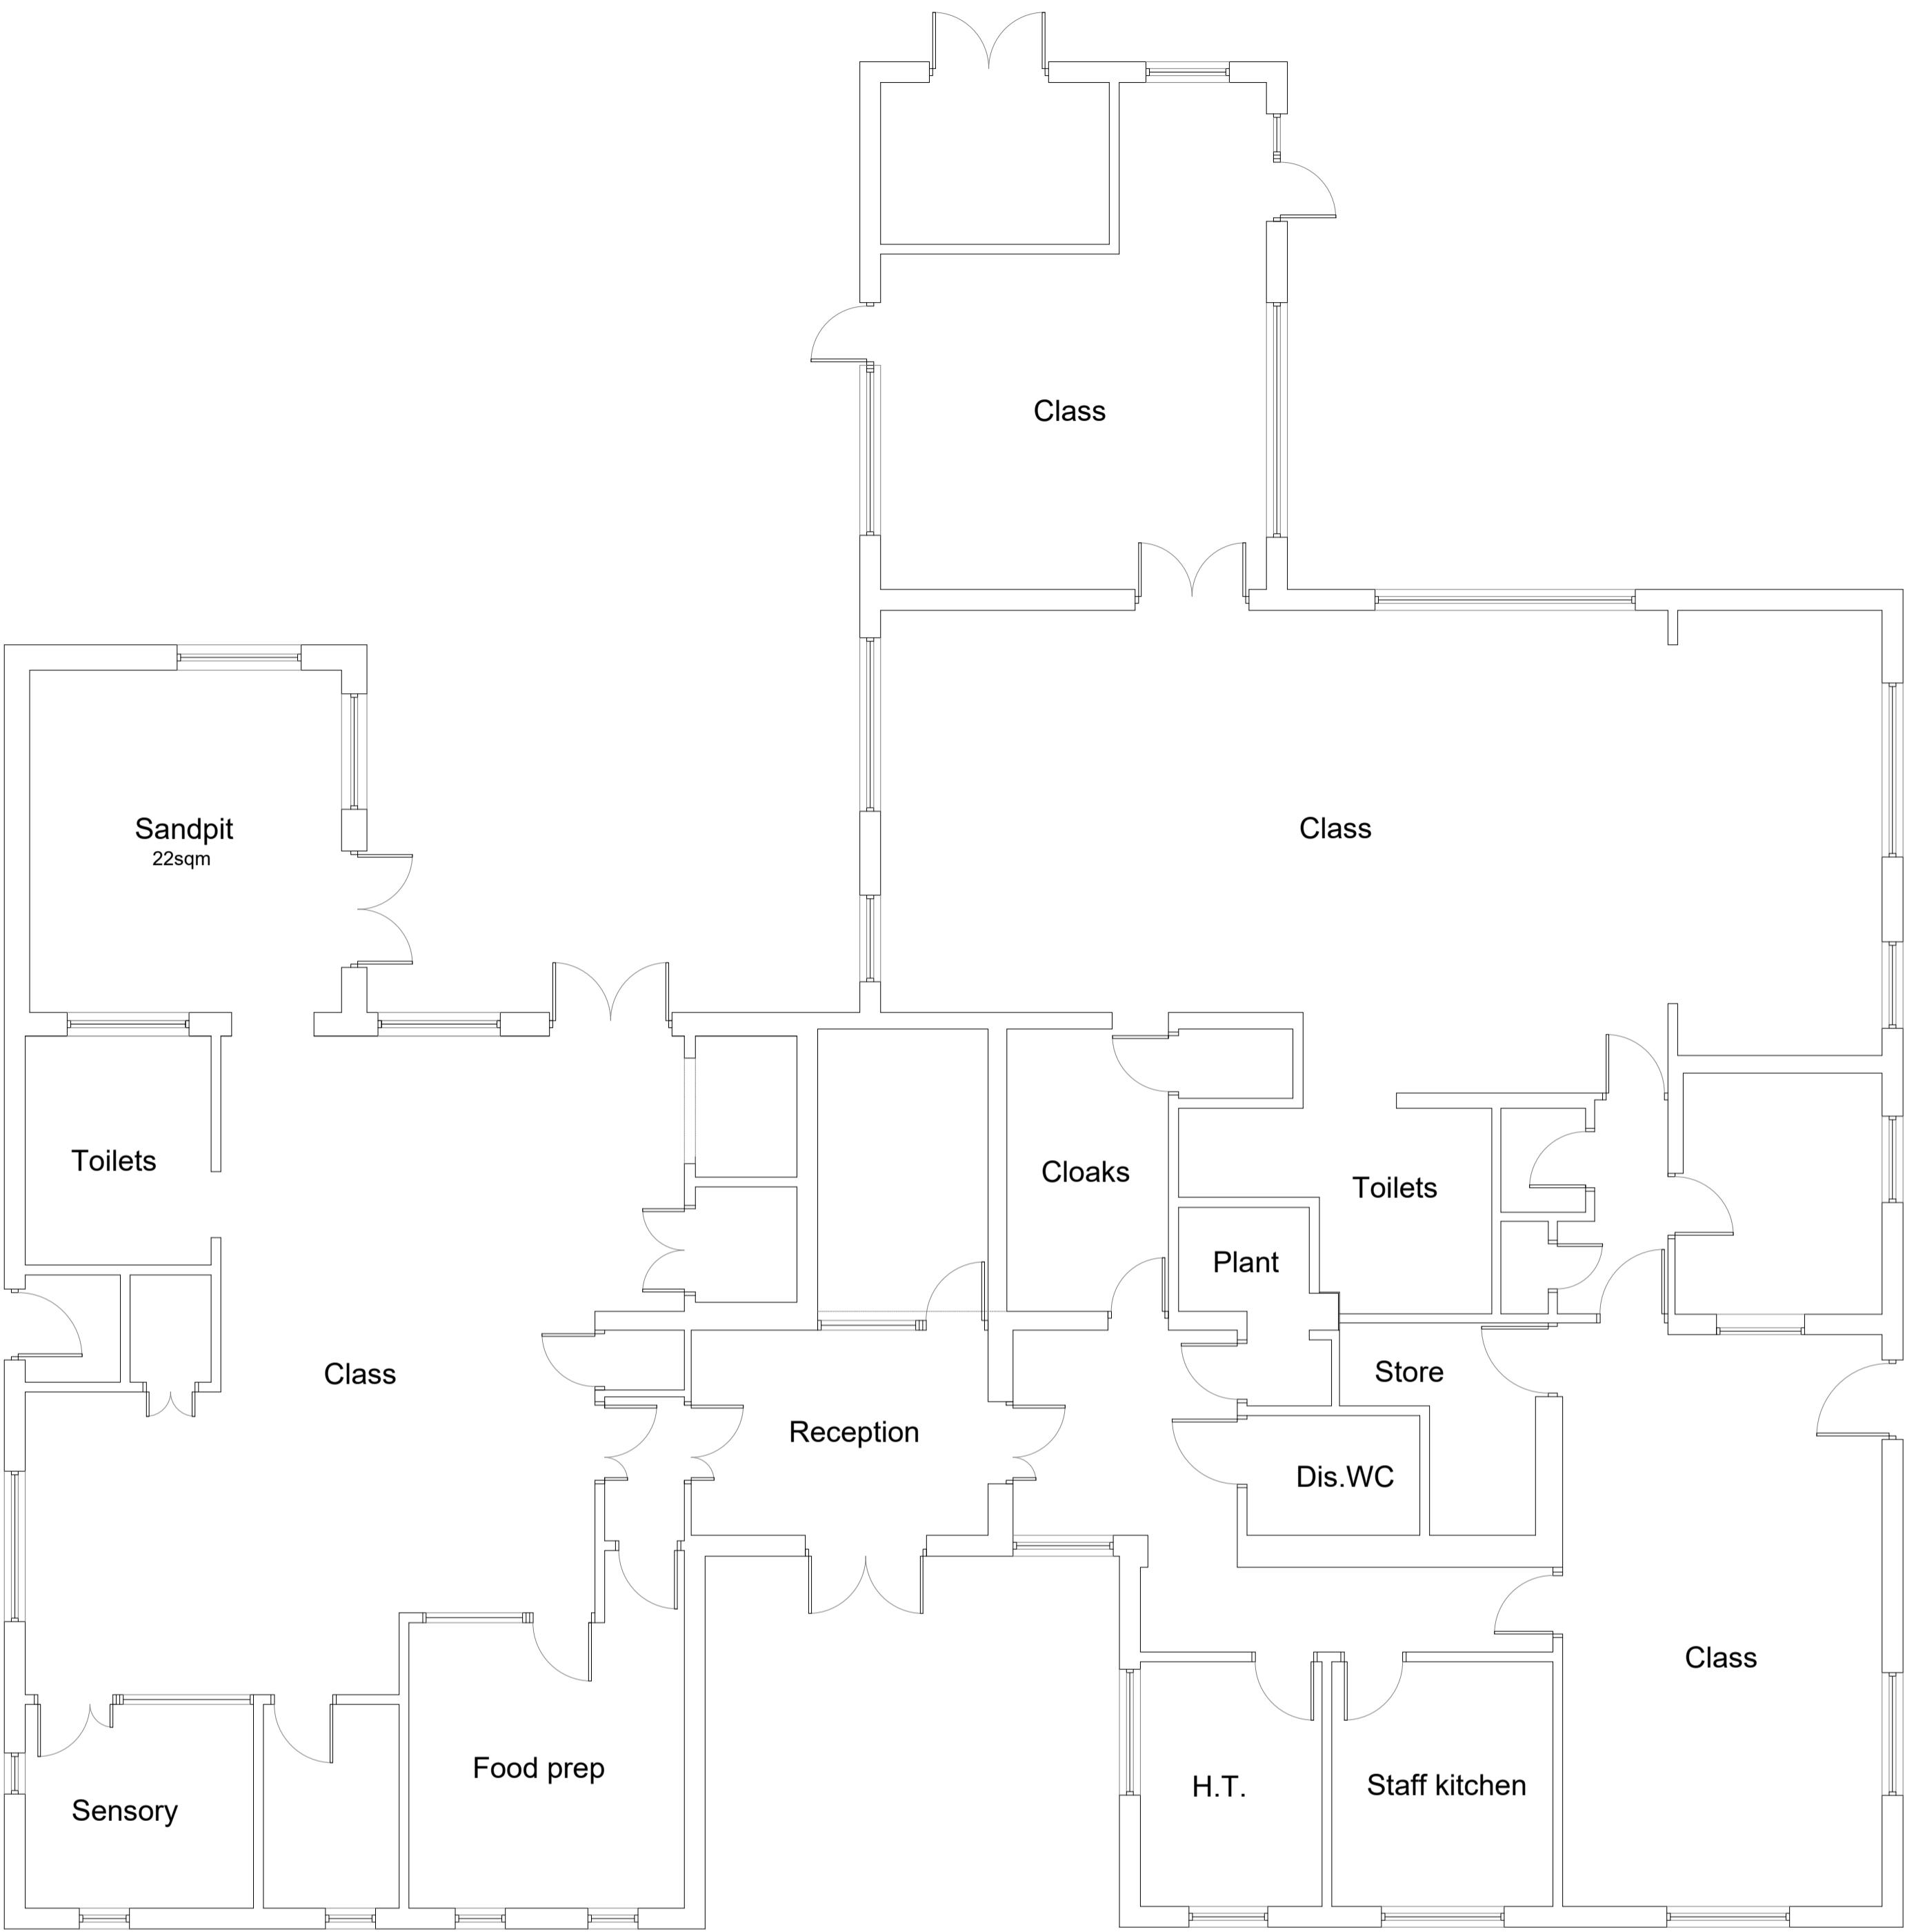 Class
Sandpit
22sqm
Class
Toilets
Cloaks
Toilets
Plant
Class
Store
Reception
Dis.WC
Class
Food prep
Sensory
H.T.
Staff kitchen